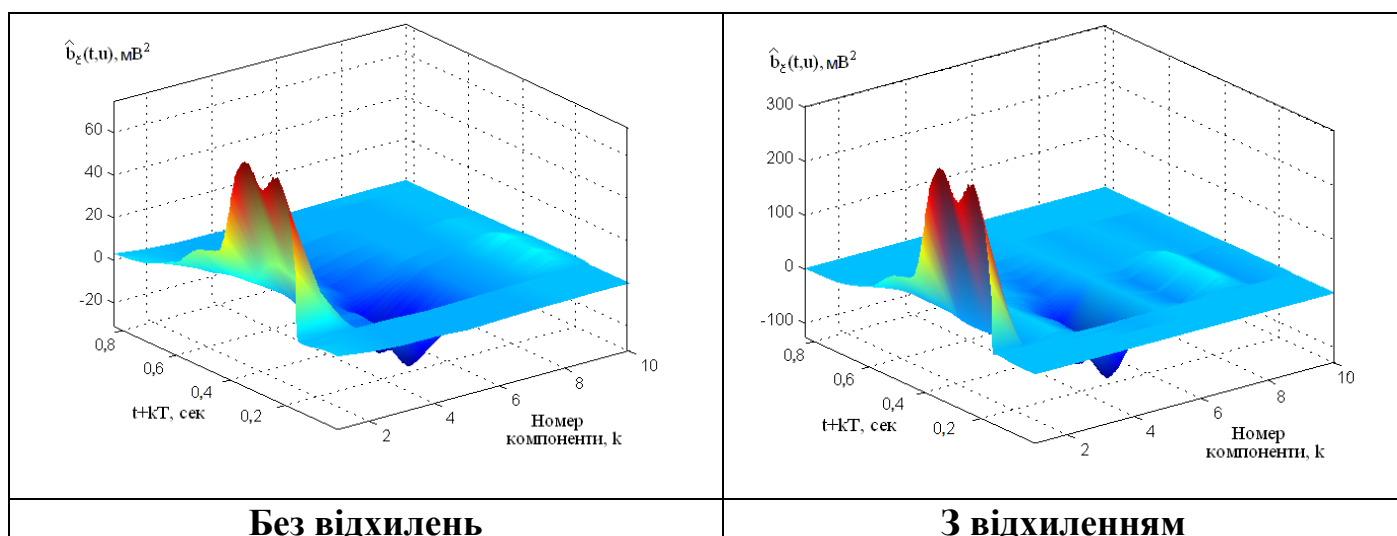 b̂ξ(t,u), мВ²
60
40
20
0
-20
0,8
0,6
0,4
0,2
t+kT, сек
2
4
6
8
10
Номер
компоненти, k
b̂ξ(t,u), мВ²
300
200
100
0
-100
0,8
0,6
0,4
0,2
t+kT, сек
2
4
6
8
10
Номер
компоненти, k
Без відхилень
З відхиленням